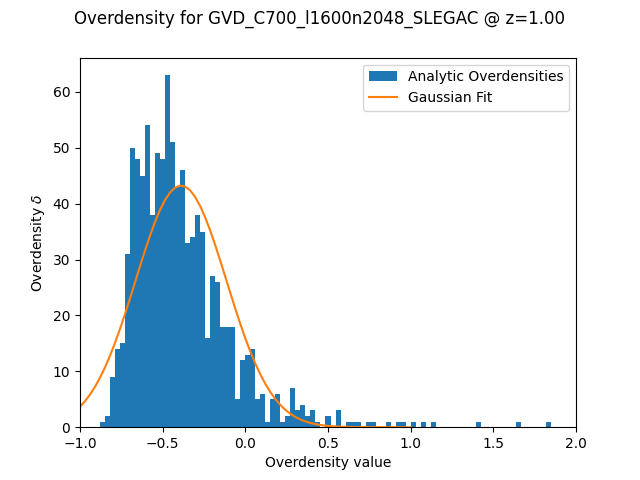 Overdensity for GVD_C700_l1600n2048_SLEGAC @ z=1.00
Analytic Overdensities
Gaussian Fit
Overdensity δ
60
50
40
30
20
10
0
−1.0 −0.5 0.0 0.5 1.0 1.5 2.0
Overdensity value